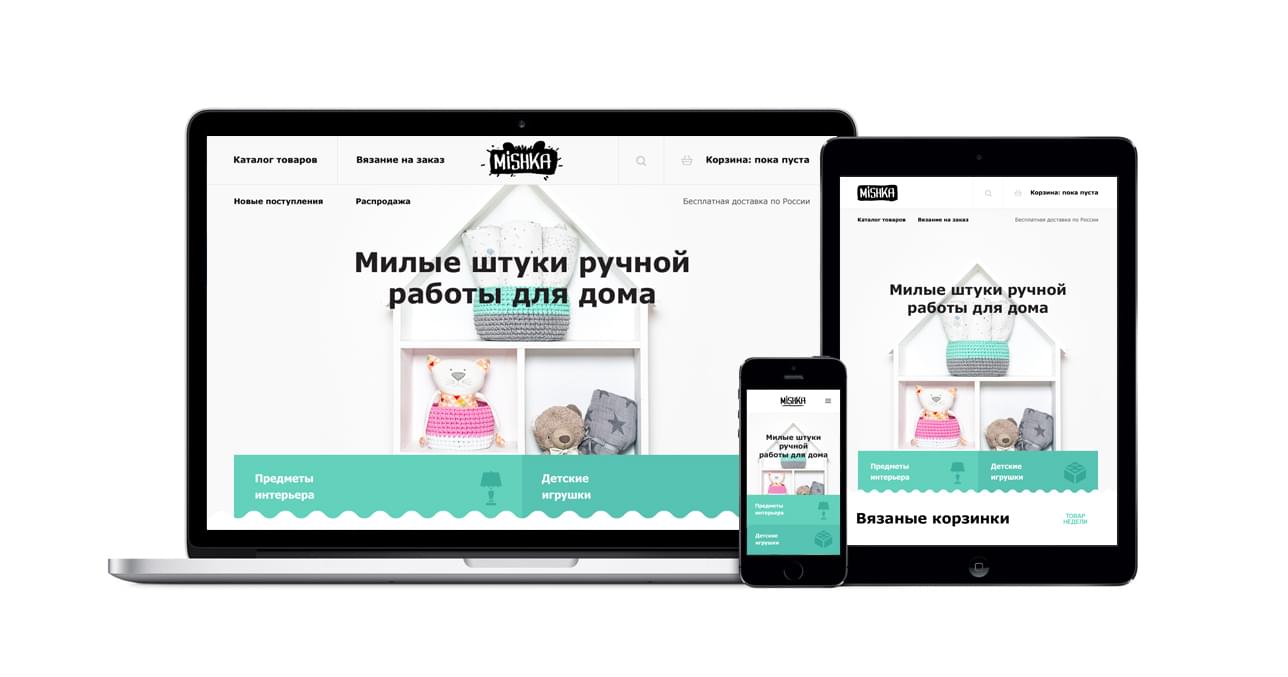 Каталог товаров
Вязание на заказ
MiSHKA
Корзина: пока пуста
Новые поступления
Распродажа
Бесплатная доставка по России
Милые штуки ручной
работы для дома
Предметы
интерьера
Детские
игрушки
MiSHKA
Милые штуки
ручной
работы для дома
Предметы
интерьера
Детские
игрушки
MiSHKA
Корзина: пока пуста
Каталог товаров
Вязание на заказ
Бесплатная доставка по России
Милые штуки ручной
работы для дома
Предметы
интерьера
Детские
игрушки
Вязаные корзинки
ТОВАР
НЕДЕЛИ